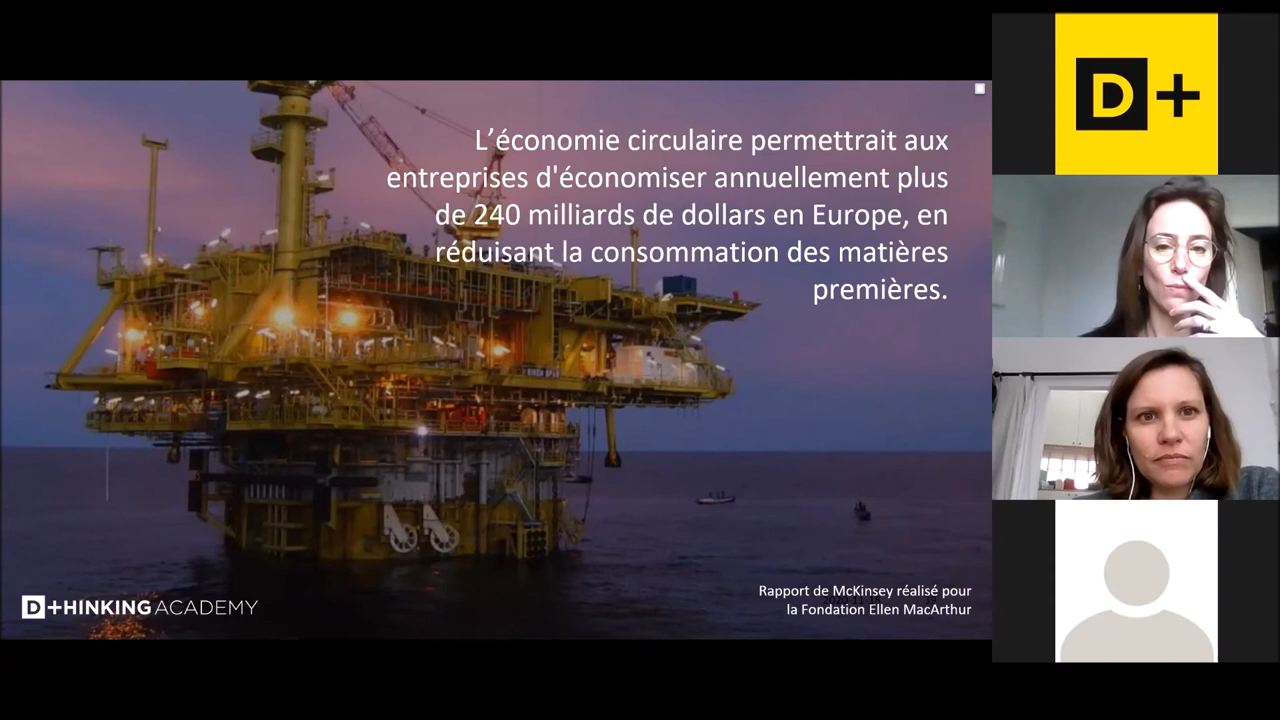 L’économie circulaire permettrait aux
entreprises d'économiser annuellement plus
de 240 milliards de dollars en Europe, en
réduisant la consommation des matières
premières.
Rapport de McKinsey réalisé pour
la Fondation Ellen MacArthur
D+HINKING ACADEMY
D+